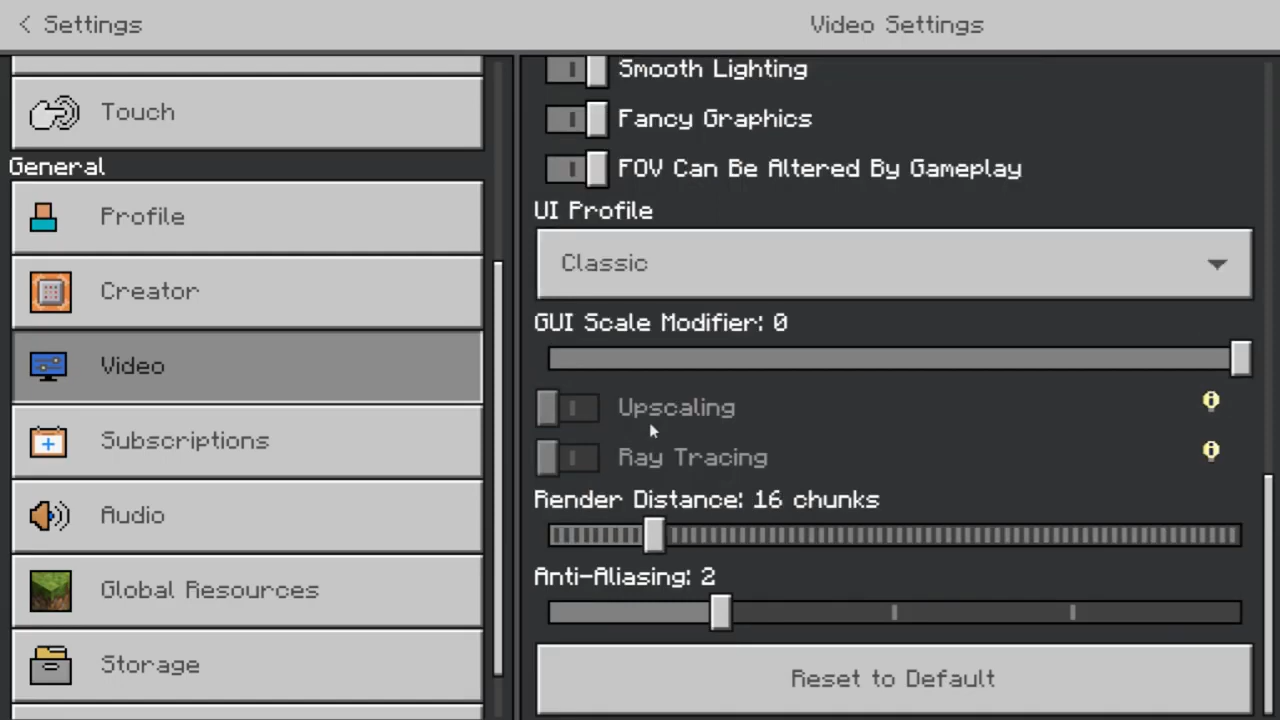 Settings
Video Settings
Touch
General
Profile
Creator
Video
Subscriptions
Audio
Global Resources
Storage
Smooth Lighting
Fancy Graphics
FOV Can Be Altered By Gameplay
UI Profile
Classic
GUI Scale Modifier: 0
Upscaling
Ray Tracing
Render Distance: 16 chunks
Anti-Aliasing: 2
Reset to Default